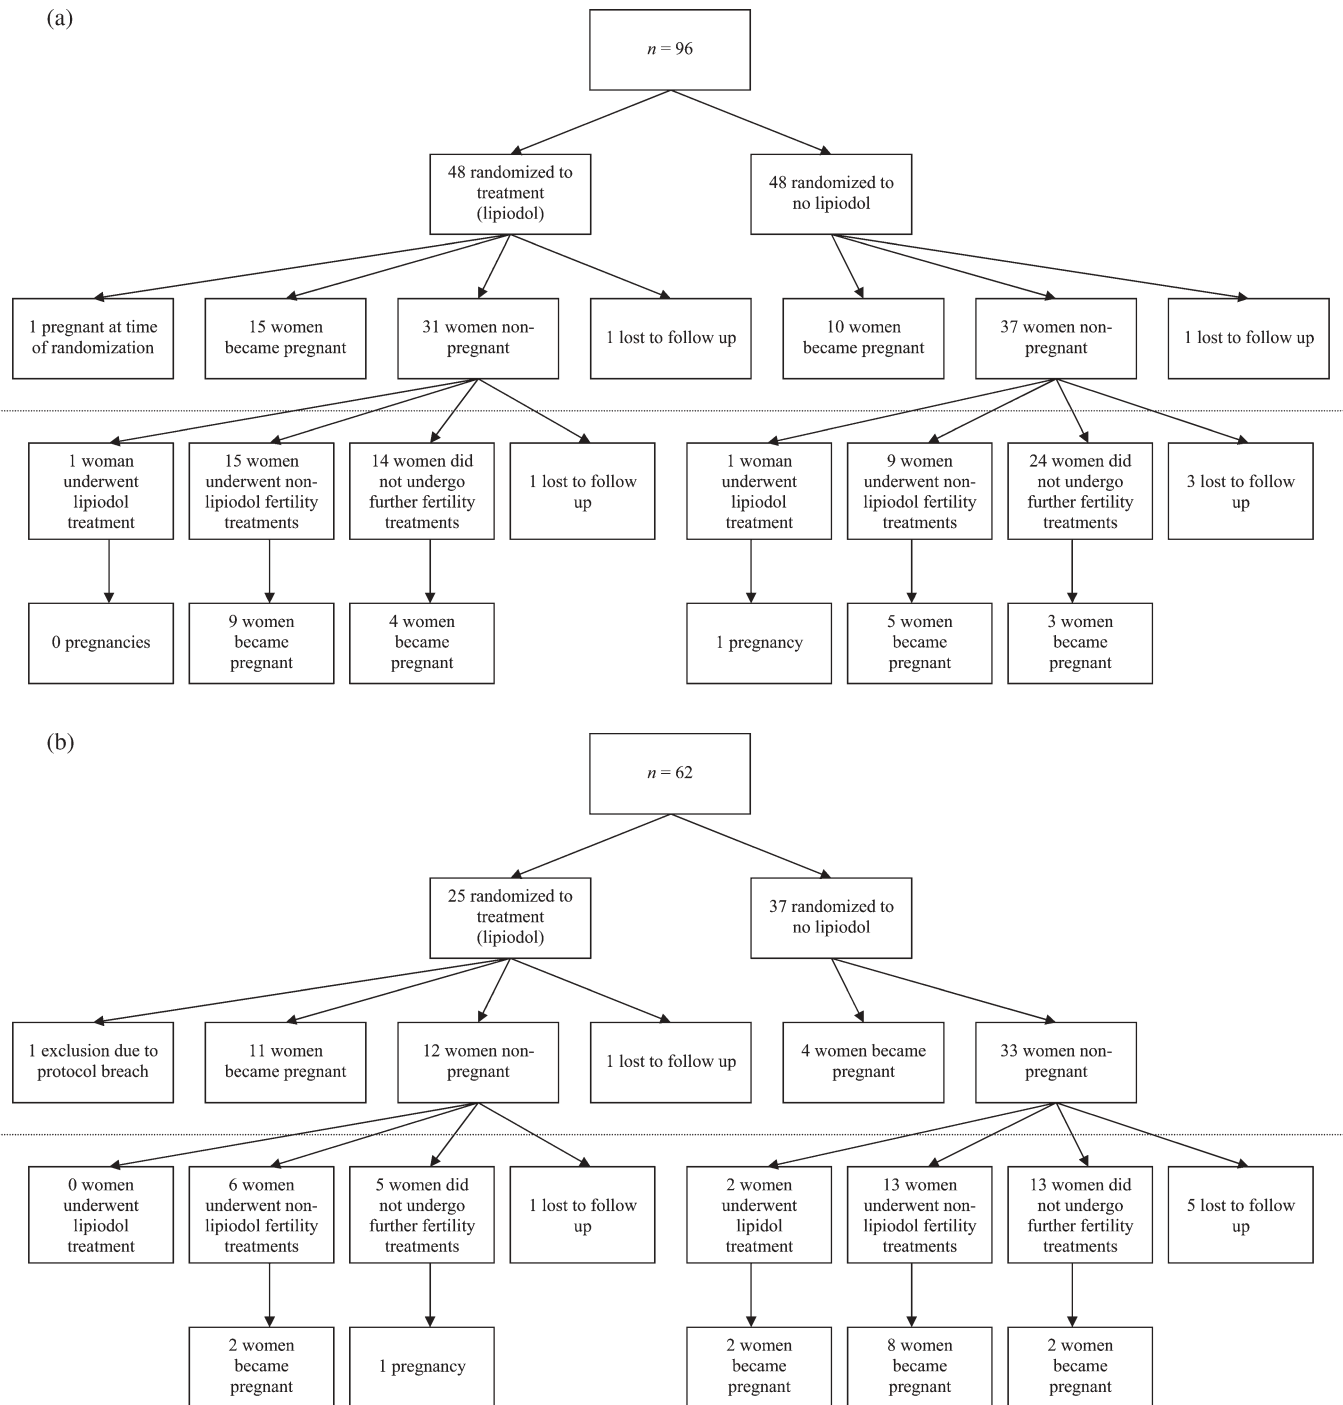 (a)
n = 96
48 randomized to
treatment
(lipiodol)
48 randomized to
no lipiodol
1 pregnant at time
of randomization
15 women
became pregnant
31 women non-
pregnant
1 lost to follow up
10 women
became pregnant
37 women non-
pregnant
1 lost to follow up
1 woman
underwent
lipiodol
treatment
15 women
underwent non-
lipiodol fertility
treatments
14 women did
not undergo
further fertility
treatments
1 lost to follow
up
1 woman
underwent
lipiodol
treatment
9 women
underwent non-
lipiodol fertility
treatments
24 women did
not undergo
further fertility
treatments
3 lost to follow
up
0 pregnancies
9 women
became
pregnant
4 women
became
pregnant
1 pregnancy
5 women
became
pregnant
3 women
became
pregnant
(b)
n = 62
25 randomized to
treatment
(lipiodol)
37 randomized to
no lipiodol
1 exclusion due to
protocol breach
11 women
became pregnant
12 women non-
pregnant
1 lost to follow up
4 women became
pregnant
33 women non-
pregnant
0 women
underwent
lipiodol
treatment
6 women
underwent non-
lipiodol fertility
treatments
5 women did
not undergo
further fertility
treatments
1 lost to follow
up
2 women
underwent
lipidol
treatment
13 women
underwent non-
lipiodol fertility
treatments
13 women did
not undergo
further fertility
treatments
5 lost to follow
up
2 women
became
pregnant
1 pregnancy
2 women
became
pregnant
8 women
became
pregnant
2 women
became
pregnant